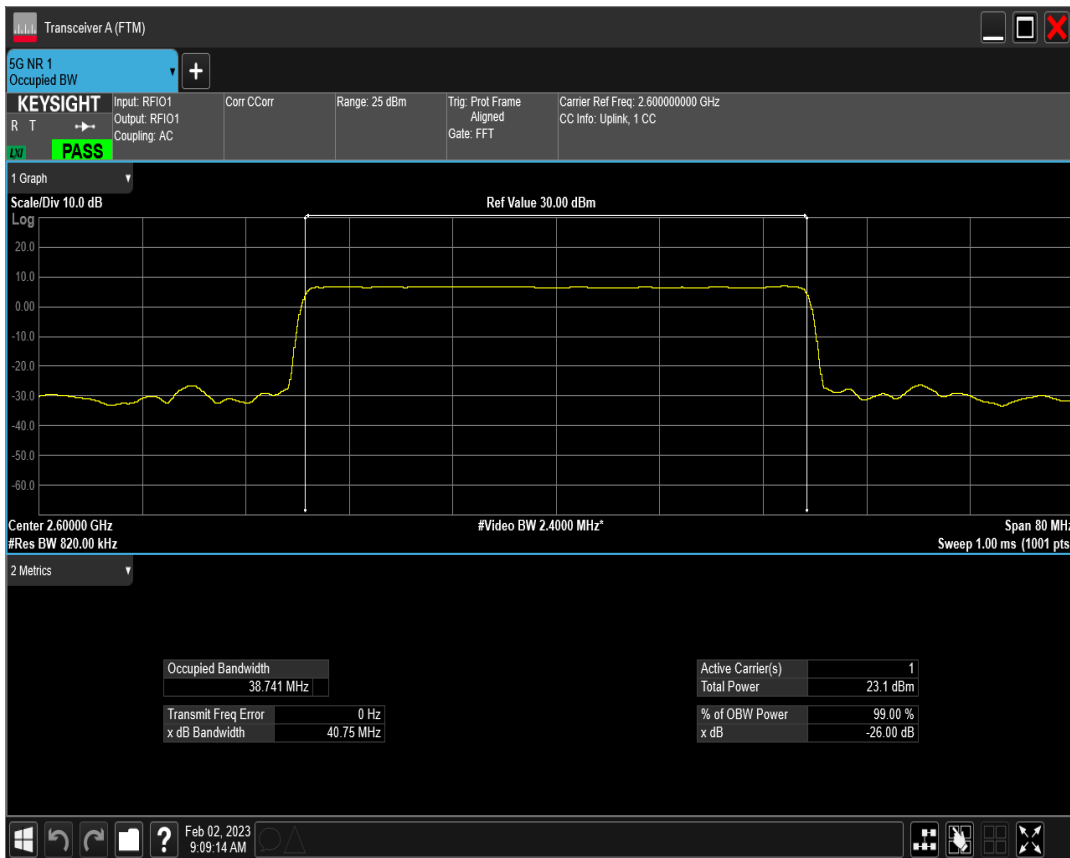 Transceiver A (FTM)
5G NR 1
Occupied BW
+
KEYSIGHT
R T
LXI
PASS
Input: RFIO1
Output: RFIO1
Coupling: AC
Corr CCorr
Range: 25 dBm
Trig: Prot Frame
Aligned
Gate: FFT
Carrier Ref Freq: 2.600000000 GHz
CC Info: Uplink, 1 CC
1 Graph
Scale/Div 10.0 dB
Ref Value 30.00 dBm
Log
20.0
10.0
0.00
-10.0
-20.0
-30.0
-40.0
-50.0
-60.0
Center 2.60000 GHz
#Video BW 2.4000 MHz*
Span 80 MHz
#Res BW 820.00 kHz
Sweep 1.00 ms (1001 pts
2 Metrics
Occupied Bandwidth
38.741 MHz
Transmit Freq Error 0 Hz
x dB Bandwidth 40.75 MHz
Active Carrier(s) 1
Total Power 23.1 dBm
% of OBW Power 99.00 %
x dB -26.00 dB
?
Feb 02, 2023
9:09:14 AM